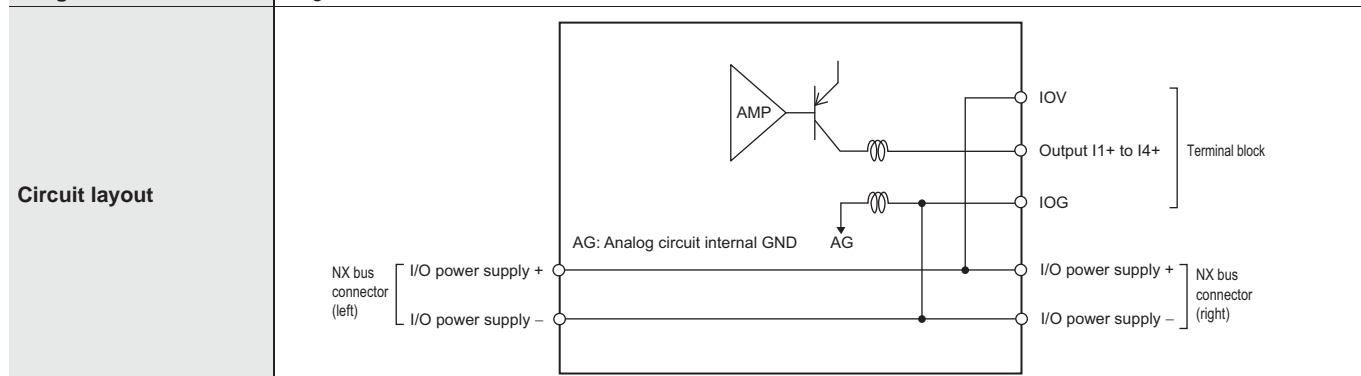 Circuit layout
AMP
IOV
Output I1+ to I4+
Terminal block
IOG
AG: Analog circuit internal GND
AG
NX bus
connector
(left)
I/O power supply +
I/O power supply −
I/O power supply +
I/O power supply −
NX bus
connector
(right)